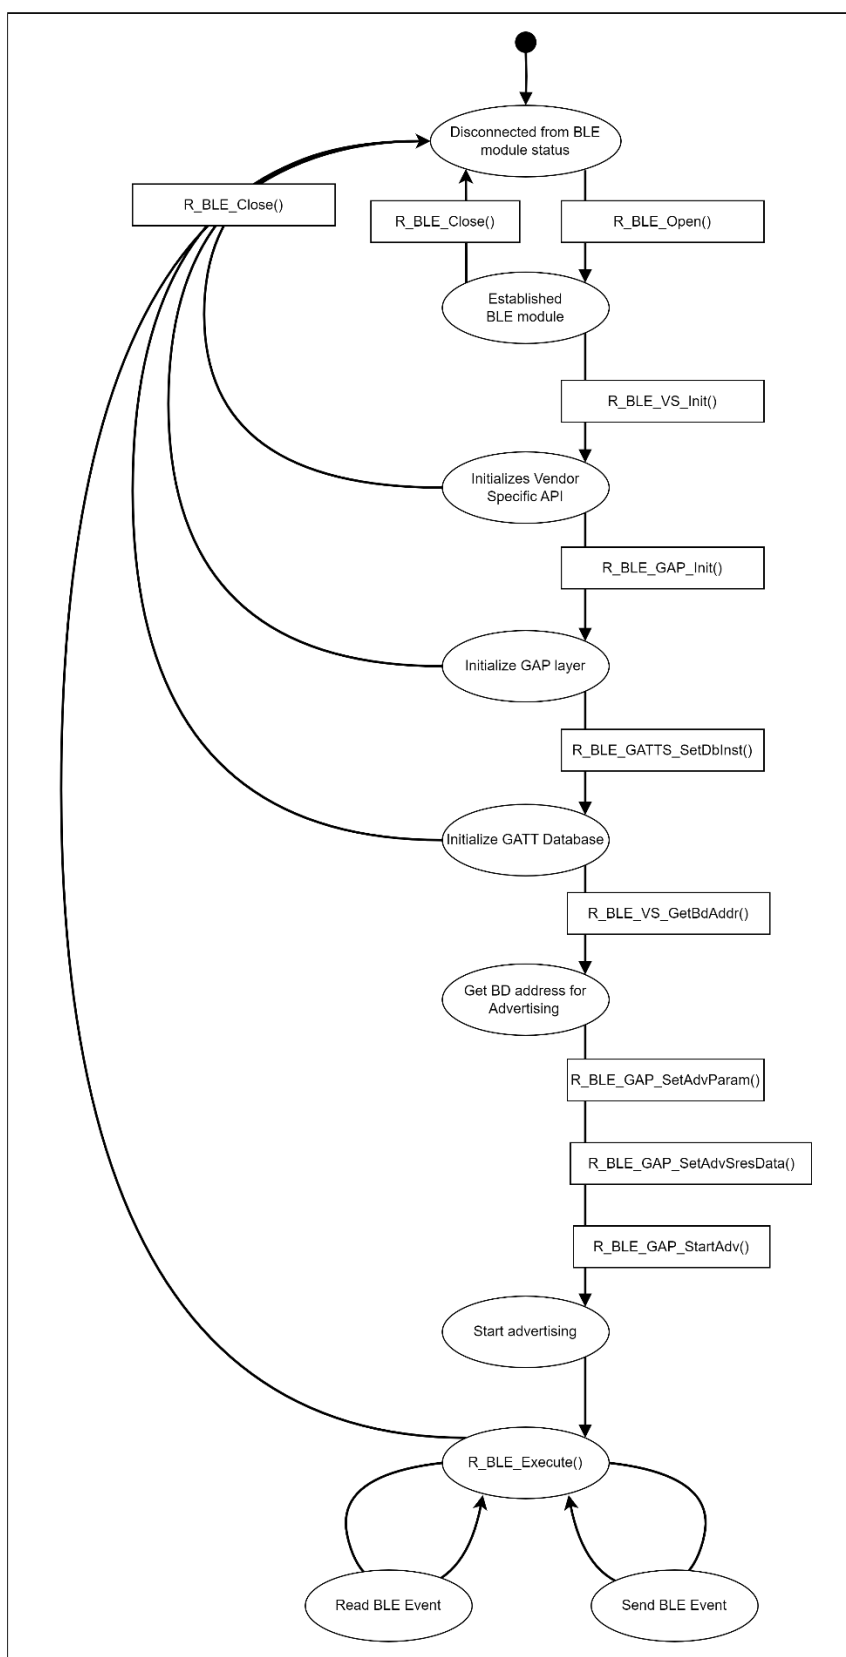 Disconnected from BLE
module status
R_BLE_Close()
R_BLE_Close()
R_BLE_Open()
Established
BLE module
R_BLE_VS_Init()
Initializes Vendor
Specific API
R_BLE_GAP_Init()
Initialize GAP layer
R_BLE_GATTS_SetDbInst()
Initialize GATT Database
R_BLE_VS_GetBdAddr()
Get BD address for
Advertising
R_BLE_GAP_SetAdvParam()
R_BLE_GAP_SetAdvSresData()
R_BLE_GAP_StartAdv()
Start advertising
R_BLE_Execute()
Read BLE Event
Send BLE Event